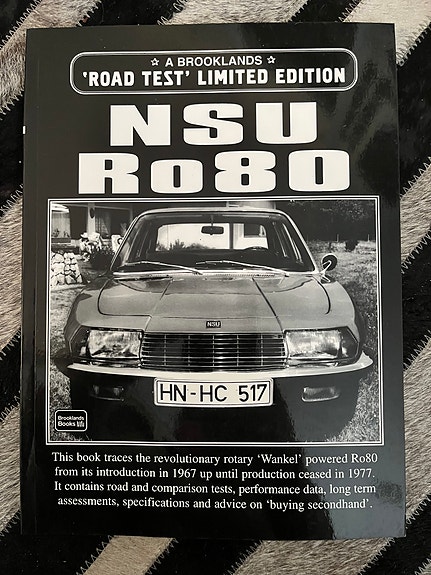 ☆ A BROOKLANDS ☆
'ROAD TEST' LIMITED EDITION
NSU
Ro80
NSU
HN-HC 517
Brooklands
Books
This book traces the revolutionary rotary 'Wankel' powered Ro80
from its introduction in 1967 up until production ceased in 1977.
It contains road and comparison tests, performance data, long term
assessments, specifications and advice on 'buying secondhand'.